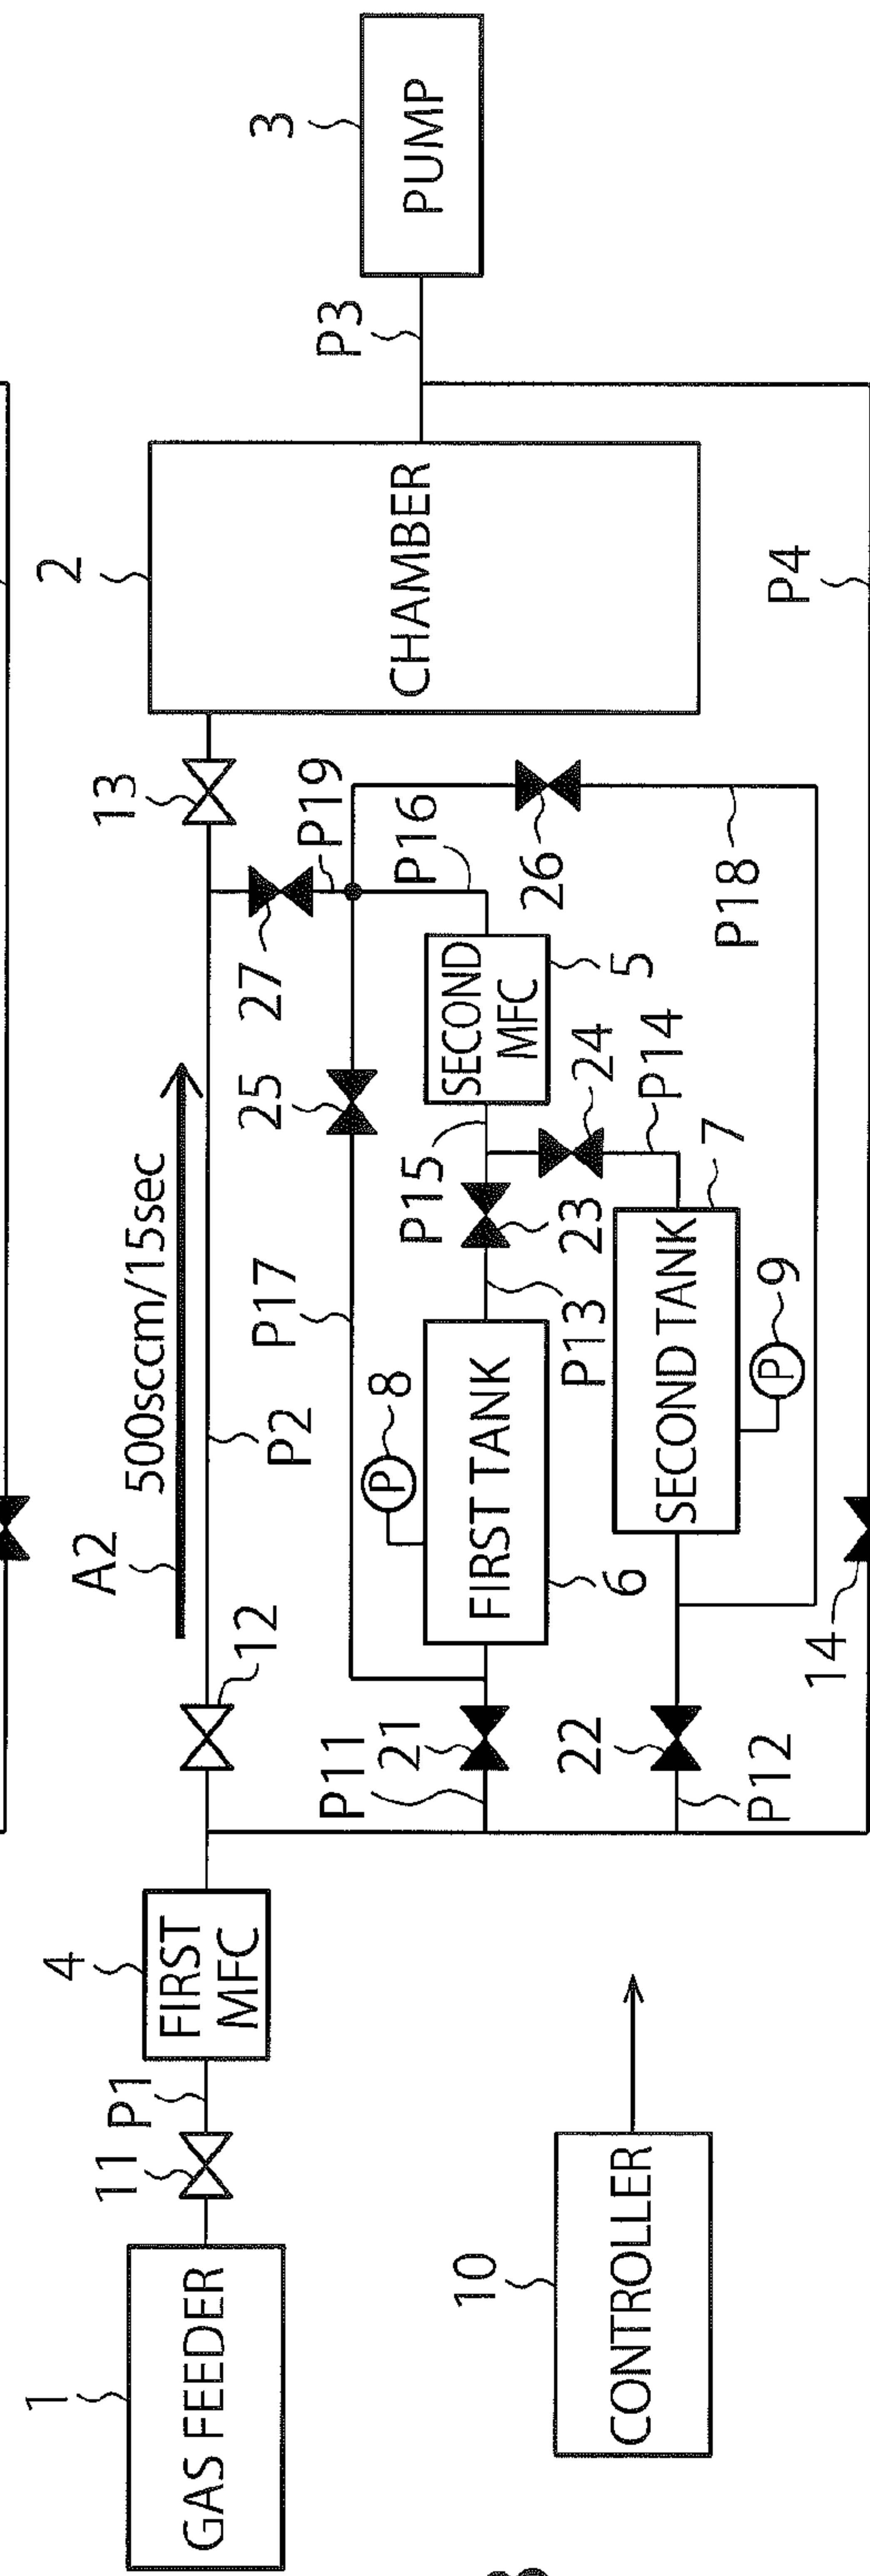 1
GAS FEEDER
11
P1
4
FIRST
MFC
12
A2
500sccm/15sec
P2
13
2
CHAMBER
P3
3
PUMP
P17
25
27
P19
P16
P11
21
8
P
FIRST TANK
6
P13
23
P15
SECOND
MFC
5
26
P18
24
P14
22
P12
SECOND TANK
7
P
9
14
P4
10
CONTROLLER